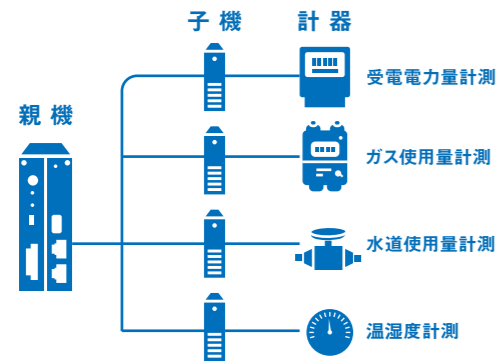 子機
計器
親機
受電電力量計測
ガス使用量計測
水道使用量計測
温湿度計測